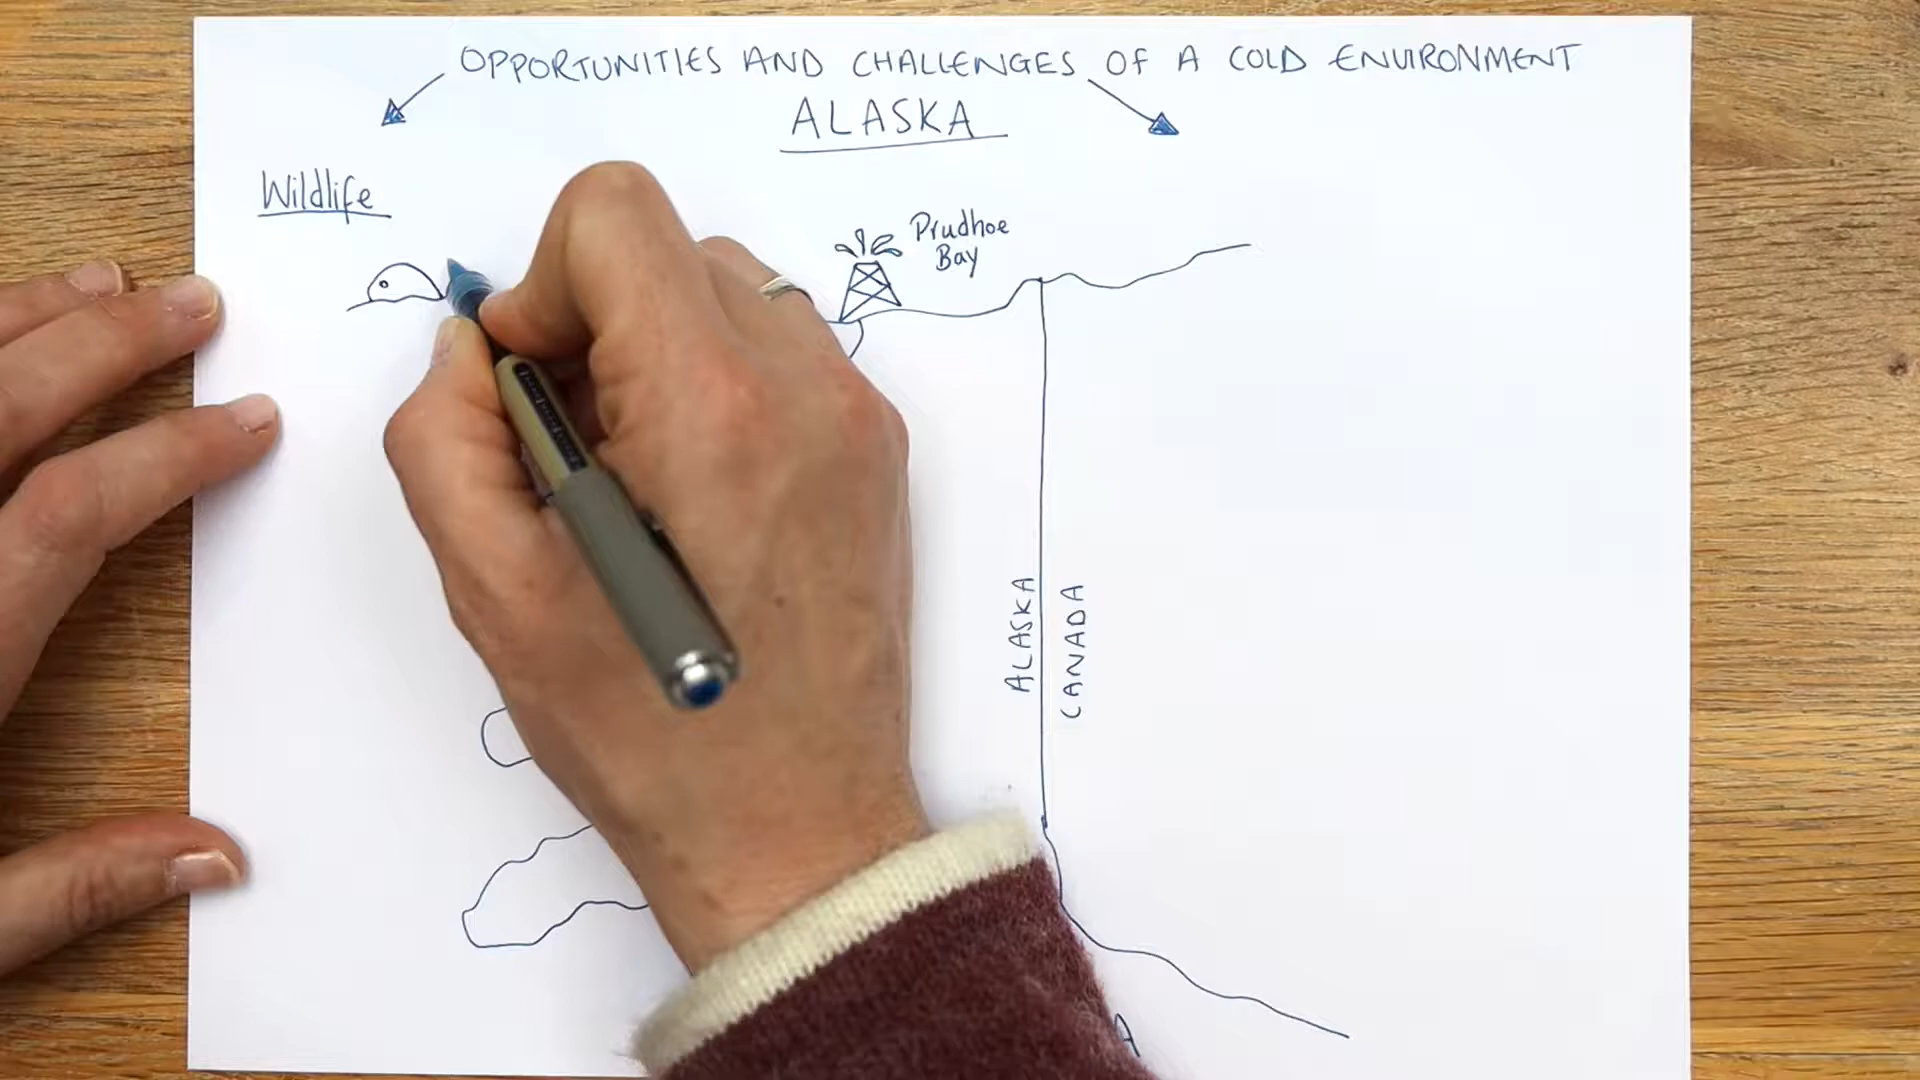 OPPORTUNITIES AND CHALLENGES OF A COLD ENVIRONMENT
ALASKA
Wildlife
Prudhoe
Bay
ALASKA
CANADA